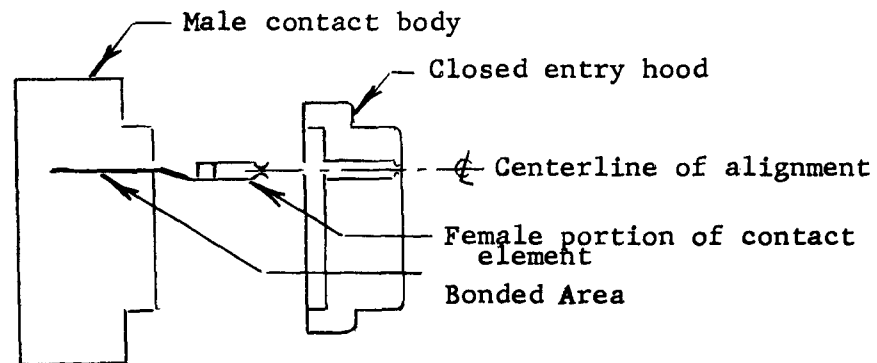 Male contact body
Closed entry hood
℄ Centerline of alignment
Female portion of contact
element
Bonded Area